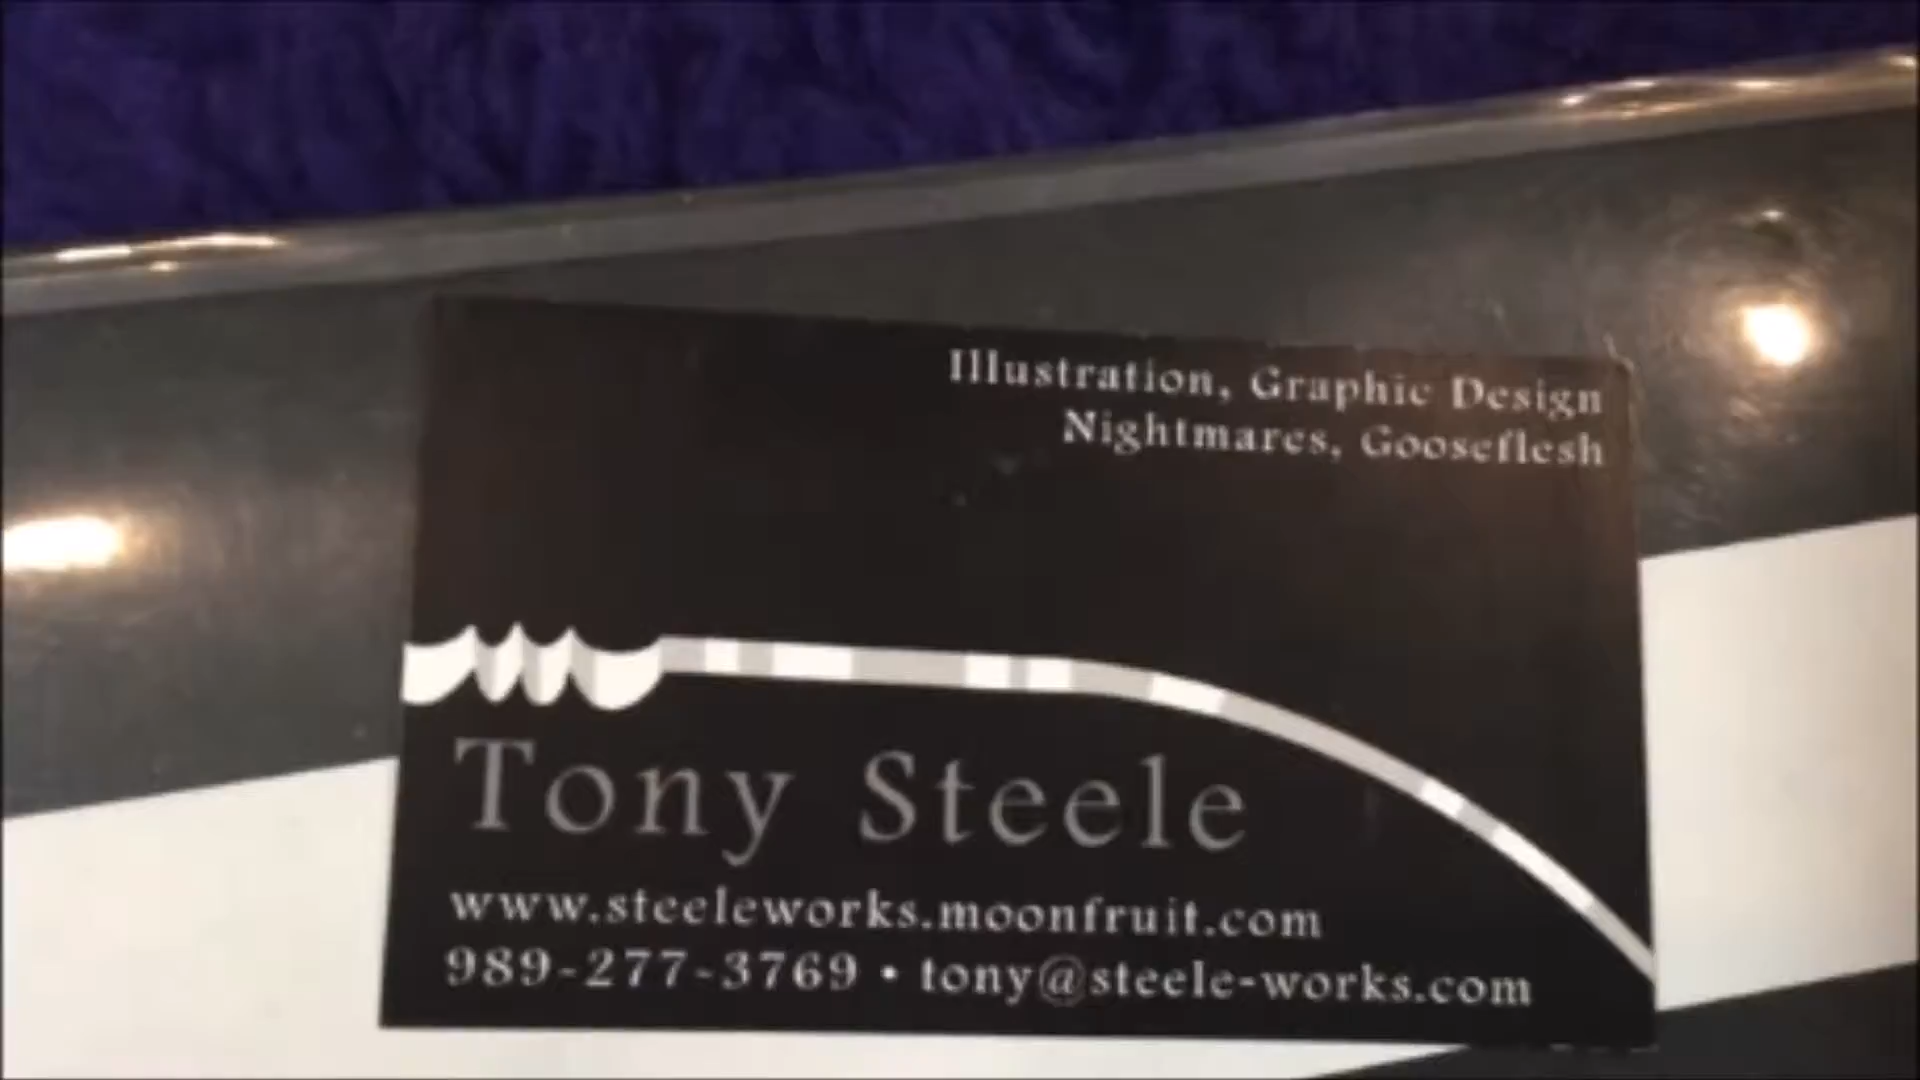 Illustration, Graphic Design
Nightmares, Gooseflesh
Tony Steele
www.steeleworks.moonfruit.com
989-277-3769 • tony@steele-works.com